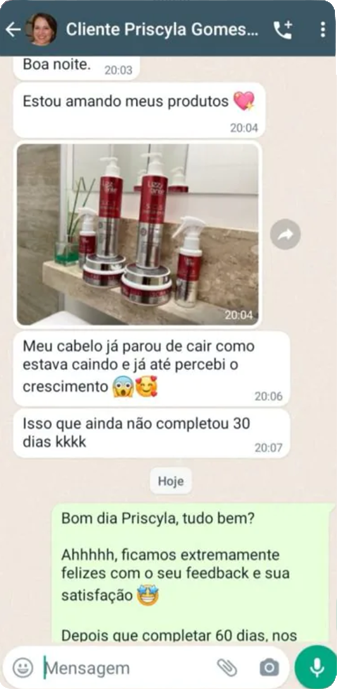 Cliente Priscyla Gomes...
Boa noite. 20:03
Estou amando meus produtos 💖
20:04
20:04
Meu cabelo já parou de cair como
estava caindo e já até percebi o
crescimento 😱🥰
20:06
Isso que ainda não completou 30
dias kkkk
20:07
Hoje
Bom dia Priscyla, tudo bem?
Ahhhhh, ficamos extremamente
felizes com o seu feedback e sua
satisfação 🤩
Depois que completar 60 dias, nos
Mensagem